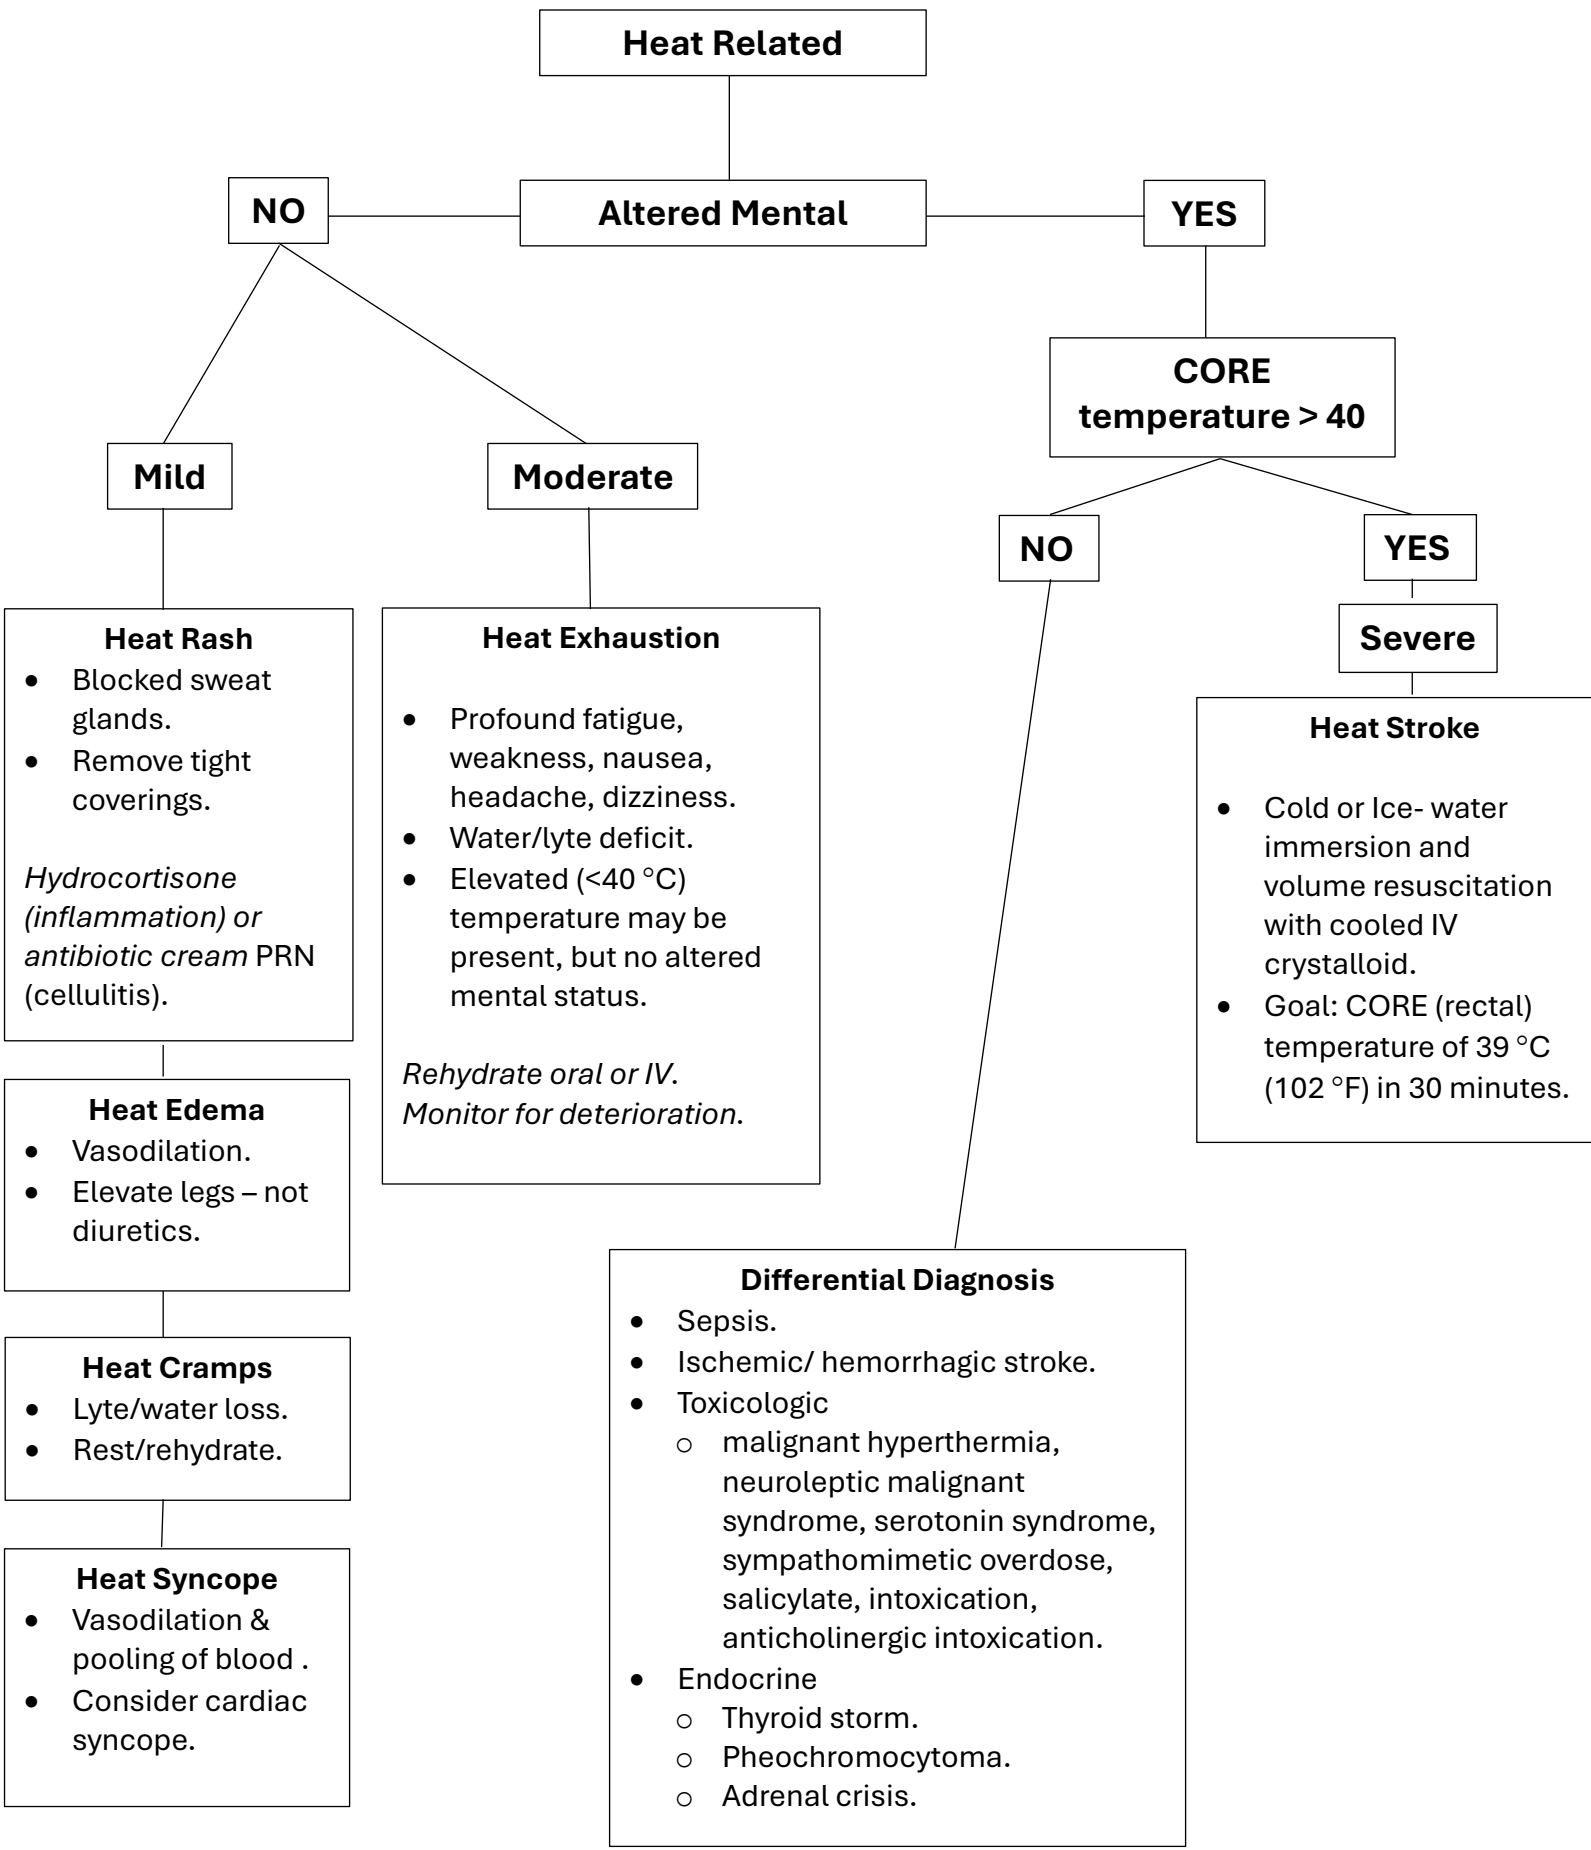 Heat Related
NO
Altered Mental
YES
CORE
temperature > 40
Mild
Moderate
NO
YES
Severe
Heat Rash
• Blocked sweat
glands.
• Remove tight
coverings.
Hydrocortisone
(inflammation) or
antibiotic cream PRN
(cellulitis).
Heat Exhaustion
• Profound fatigue,
weakness, nausea,
headache, dizziness.
• Water/lyte deficit.
• Elevated (<40 °C)
temperature may be
present, but no altered
mental status.
Rehydrate oral or IV.
Monitor for deterioration.
Heat Stroke
• Cold or Ice- water
immersion and
volume resuscitation
with cooled IV
crystalloid.
• Goal: CORE (rectal)
temperature of 39 °C
(102 °F) in 30 minutes.
Heat Edema
• Vasodilation.
• Elevate legs – not
diuretics.
Heat Cramps
• Lyte/water loss.
• Rest/rehydrate.
Heat Syncope
• Vasodilation &
pooling of blood .
• Consider cardiac
syncope.
Differential Diagnosis
• Sepsis.
• Ischemic/ hemorrhagic stroke.
• Toxicologic
o malignant hyperthermia,
neuroleptic malignant
syndrome, serotonin syndrome,
sympathomimetic overdose,
salicylate, intoxication,
anticholinergic intoxication.
• Endocrine
o Thyroid storm.
o Pheochromocytoma.
o Adrenal crisis.